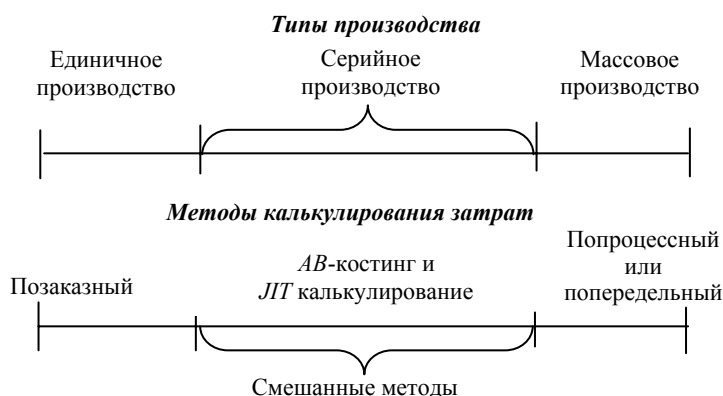 Типы производства
Единичное
производство
Серийное
производство
Массовое
производство
Методы калькулирования затрат
Позаказный
АВ-костинг и
JIT калькулирование
Попроцессный
или
попередельный
Смешанные методы